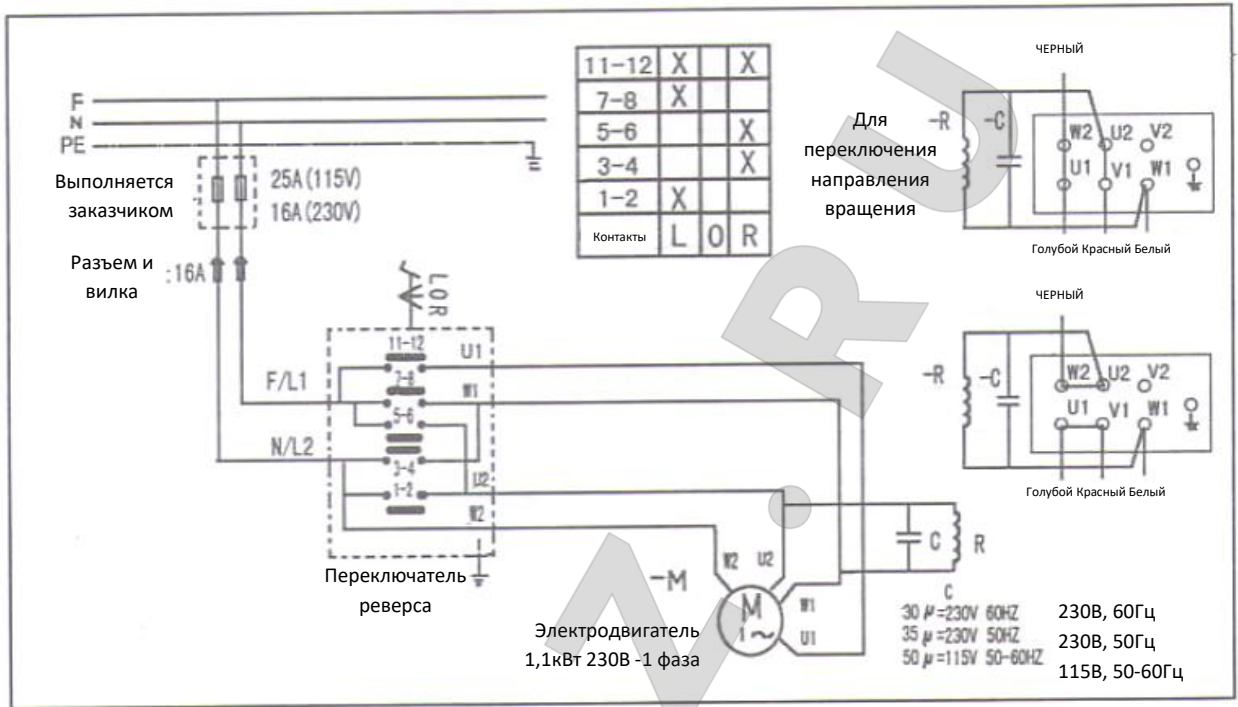 F
N
PE
Выполняется
заказчиком
25A(115V)
16A(230V)
Разъем и
вилка
:16A
11-12 X X
7-8 X
5-6 X
3-4 X
1-2 X
Контакты L O R
Для
переключения
направления
вращения
ЧЕРНЫЙ
-R
-C
W2 U2 V2
U1 V1 W1
Голубой Красный Белый
ЧЕРНЫЙ
-R
-C
W2 U2 V2
U1 V1 W1
Голубой Красный Белый
L O R
11-12
U1
7-8
W1
F/L1
5-6
N/L2
3-4
1-2
U2
W2
Переключатель
реверса
-M
W2 U2
M
1~
W1
U1
Электродвигатель
1,1кВт 230В -1 фаза
C
R
C
30 μ=230V 60HZ
35 μ=230V 50HZ
50 μ=115V 50-60HZ
230В, 60Гц
230В, 50Гц
115В, 50-60Гц